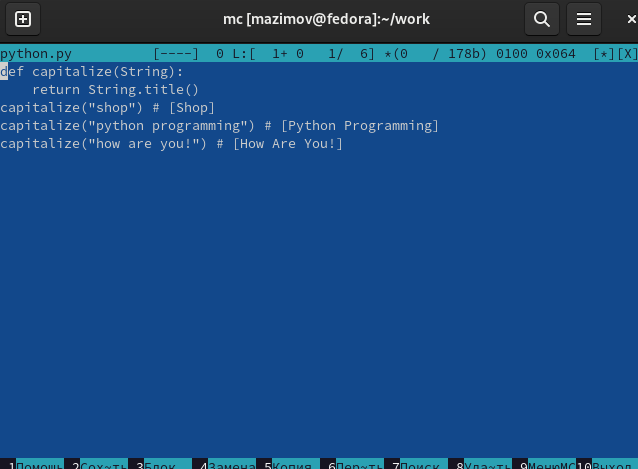 mc [mazimov@fedora]:~/work
python.py [----] 0 L:[ 1+ 0 1/ 6] *(0 / 178b) 0100 0x064 [*][X]
def capitalize(String):
    return String.title()
capitalize("shop") # [Shop]
capitalize("python programming") # [Python Programming]
capitalize("how are you!") # [How Are You!]
1Помощь 2Сох~ть 3Блок 4Замена 5Копия 6Пер~ть 7Поиск 8Уда~ть 9МенюMC 10Выход